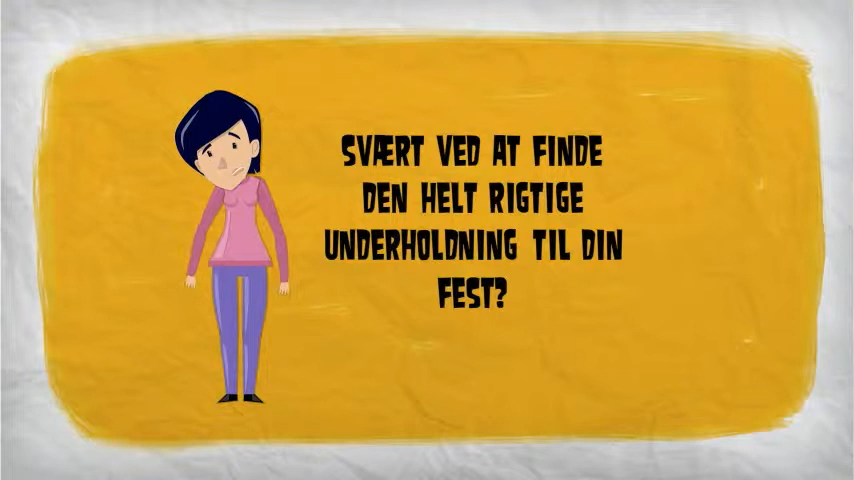 SVÆRT VED AT FINDE
DEN HELT RIGTIGE
UNDERHOLDNING TIL DIN
FEST?